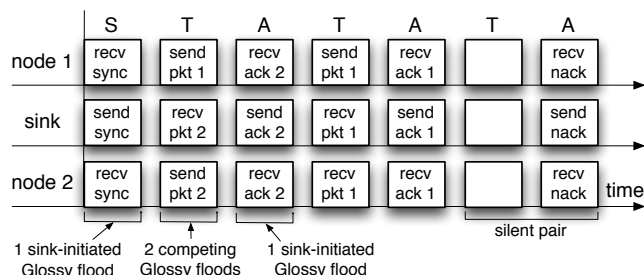 S T A T A T A
node 1
recv sync
send pkt 1
recv ack 2
send pkt 1
recv ack 1
recv nack
sink
send sync
recv pkt 2
send ack 2
recv pkt 1
send ack 1
send nack
node 2
recv sync
send pkt 2
recv ack 2
recv pkt 1
recv ack 1
recv nack
time
silent pair
1 sink-initiated
Glossy flood
2 competing
Glossy floods
1 sink-initiated
Glossy flood